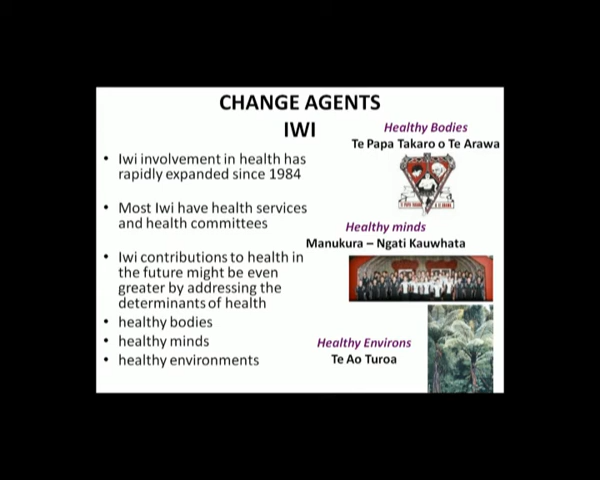 CHANGE AGENTS
IWI
• Iwi involvement in health has
rapidly expanded since 1984
• Most Iwi have health services
and health committees
• Iwi contributions to health in
the future might be even
greater by addressing the
determinants of health
• healthy bodies
• healthy minds
• healthy environments
Healthy Bodies
Te Papa Takaro o Te Arawa
Healthy minds
Manukura – Ngati Kauwhata
Healthy Environs
Te Ao Turoa